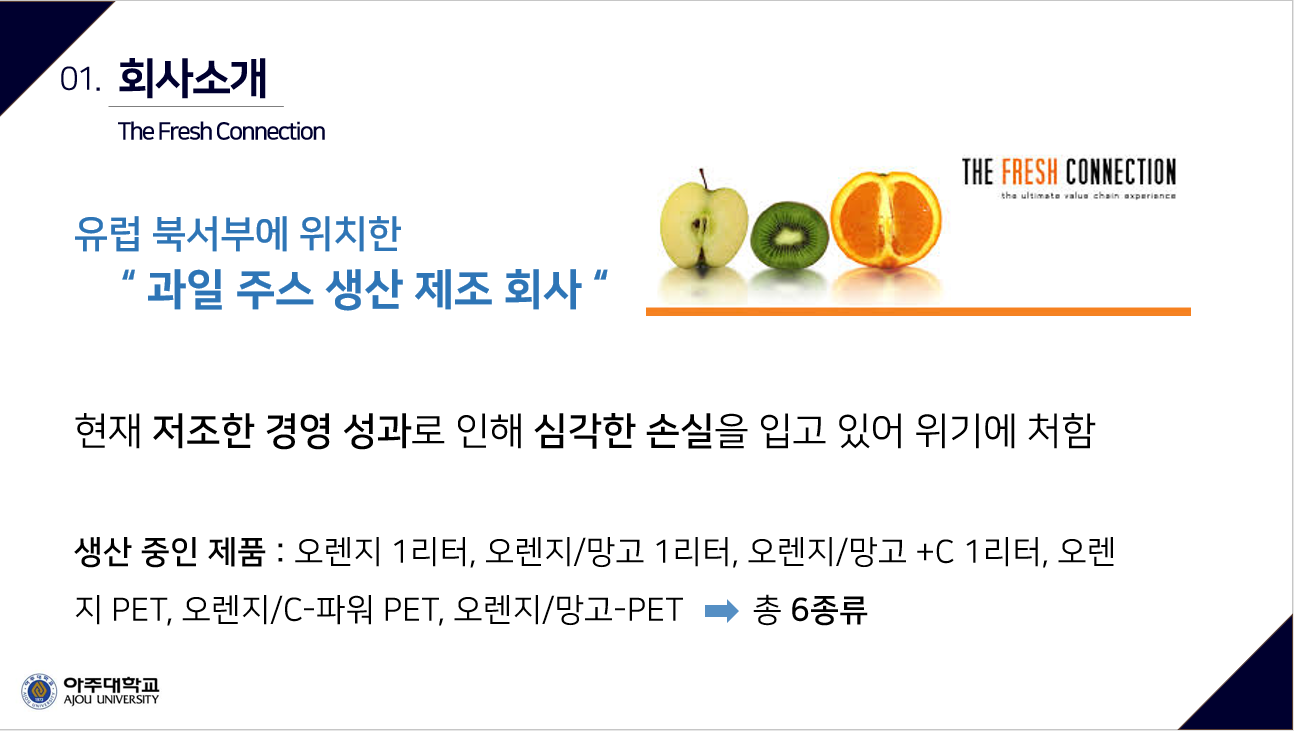 01. 회사소개
The Fresh Connection
THE FRESH CONNECTION
the ultimate value chain experience
유럽 북서부에 위치한
“ 과일 주스 생산 제조 회사 “
현재 저조한 경영 성과로 인해 심각한 손실을 입고 있어 위기에 처함
생산 중인 제품 : 오렌지 1리터, 오렌지/망고 1리터, 오렌지/망고 +C 1리터, 오렌
지 PET, 오렌지/C-파워 PET, 오렌지/망고-PET ➡ 총 6종류
아주대학교
AJOU UNIVERSITY